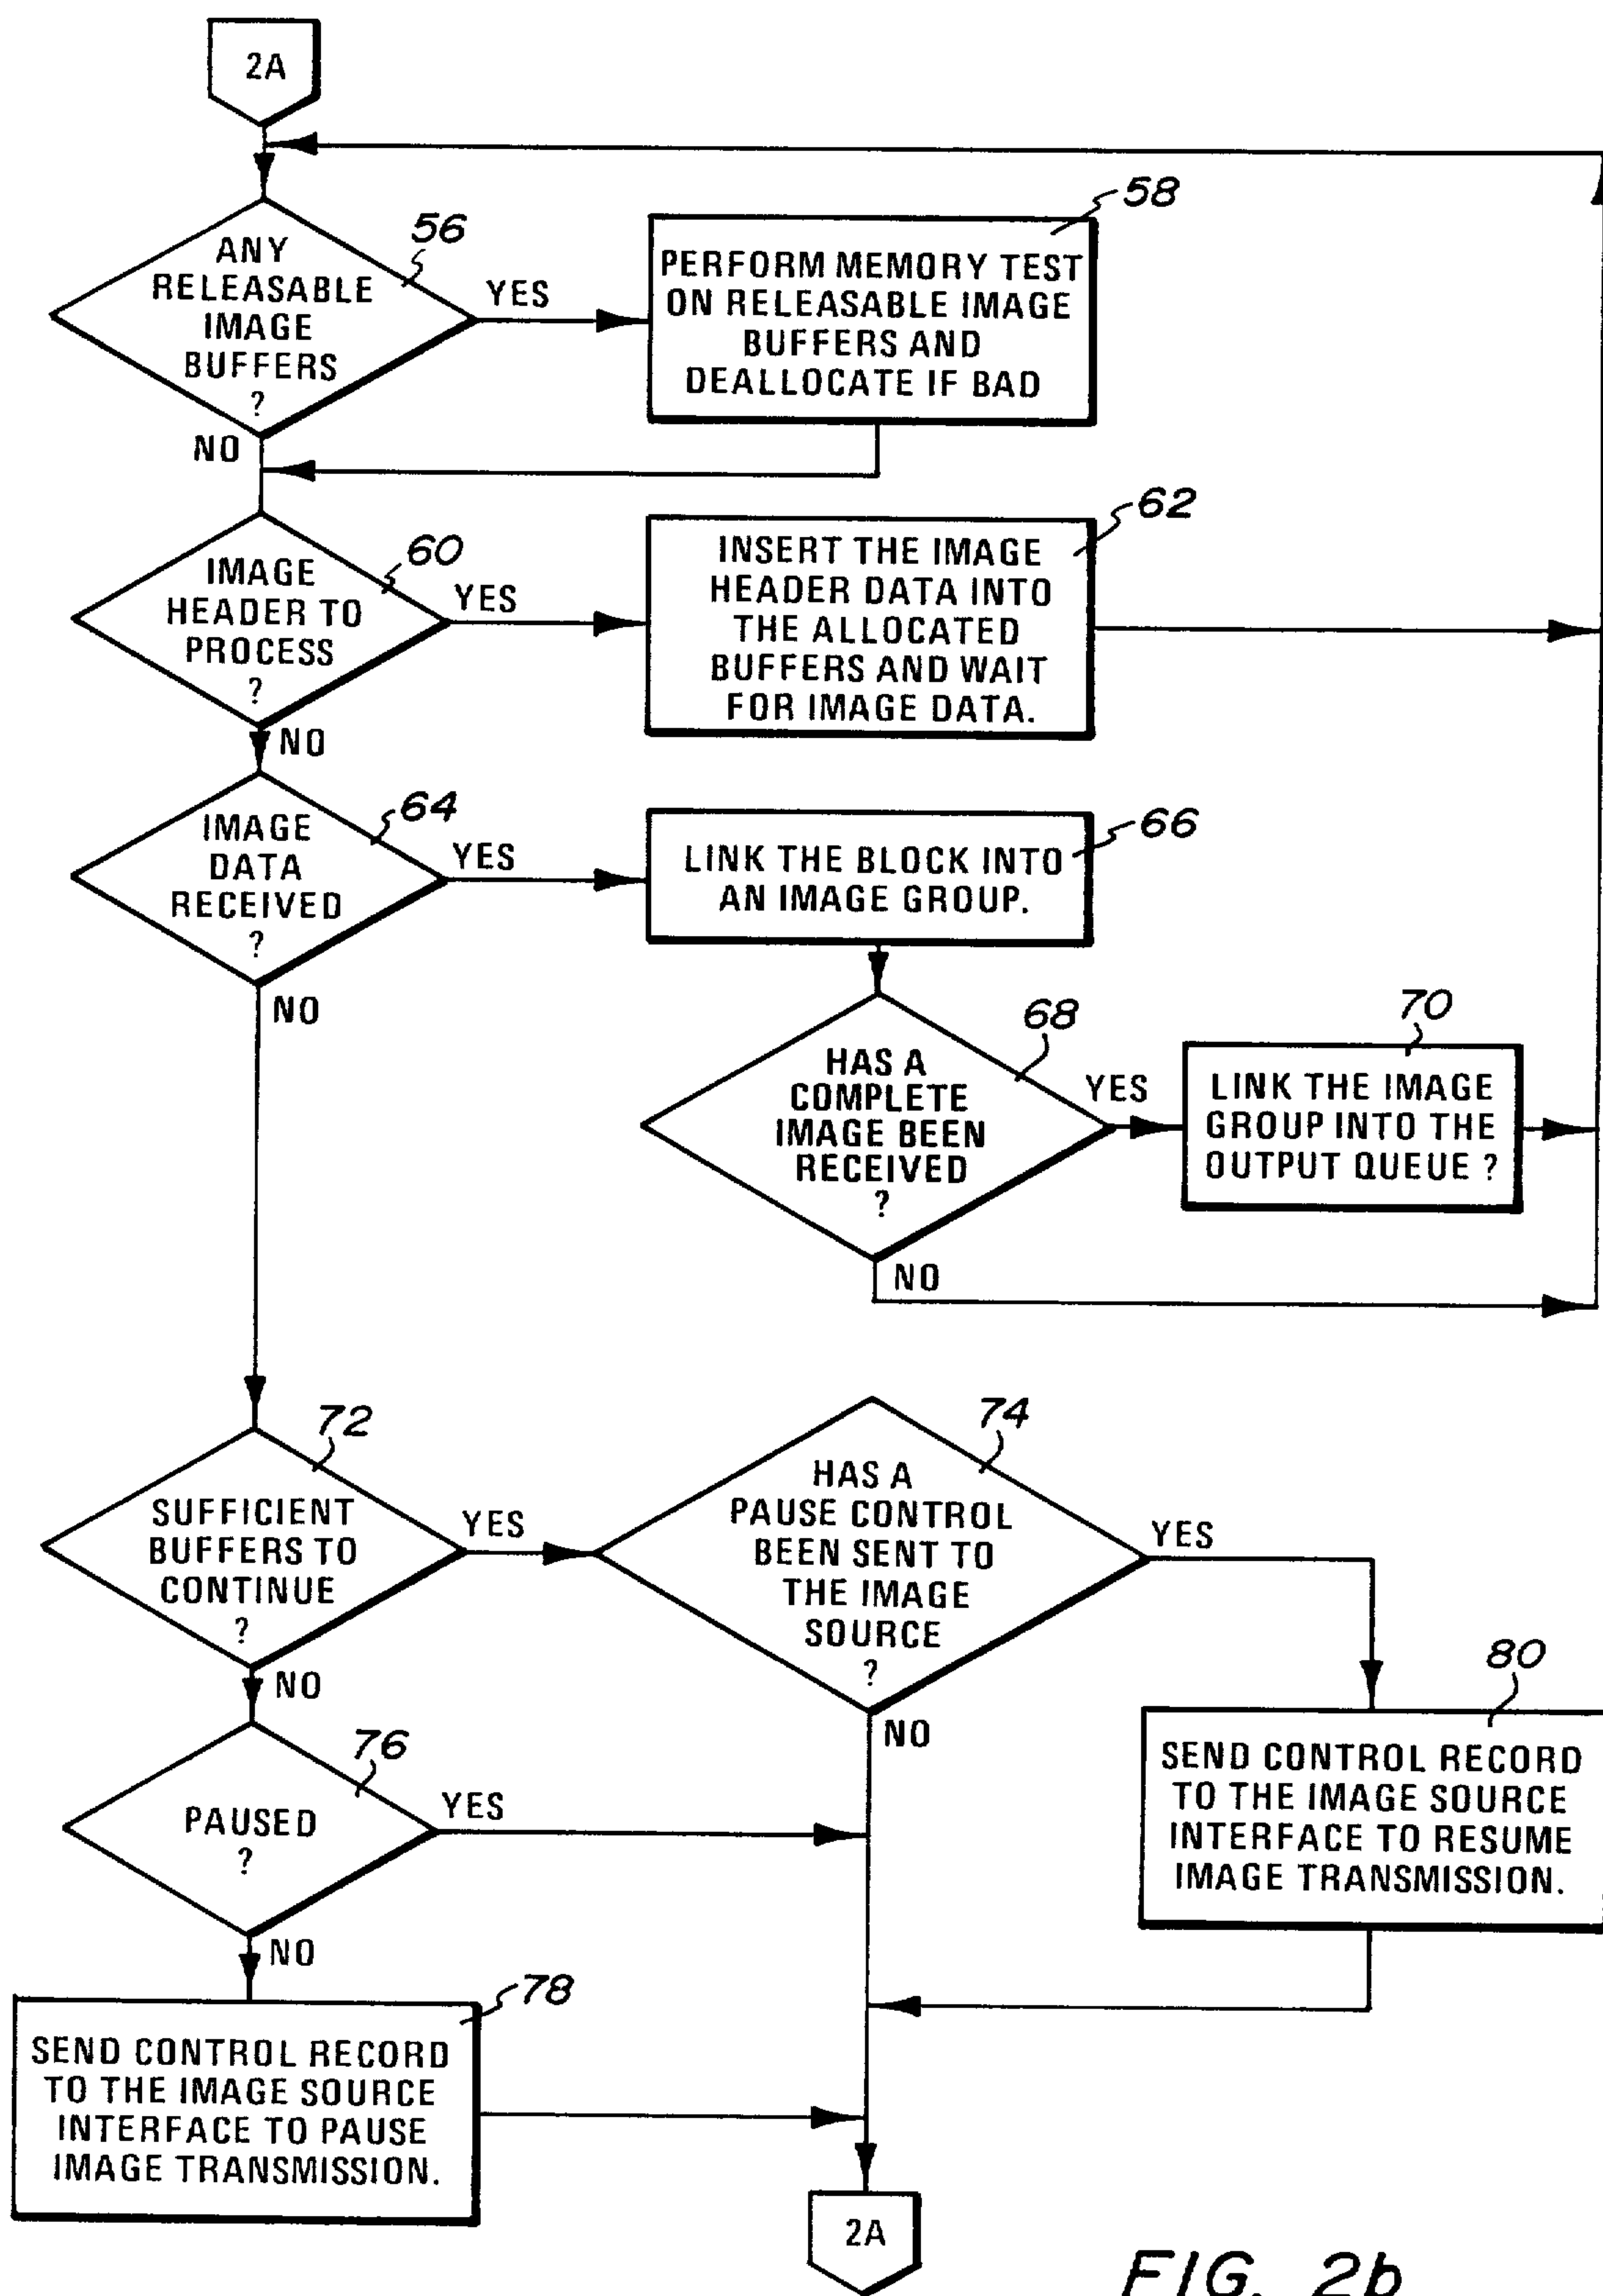 2A
56
ANY
RELEASABLE
IMAGE
BUFFERS
?
YES
NO
58
PERFORM MEMORY TEST
ON RELEASABLE IMAGE
BUFFERS AND
DEALLOCATE IF BAD
60
IMAGE
HEADER TO
PROCESS
?
YES
NO
62
INSERT THE IMAGE
HEADER DATA INTO
THE ALLOCATED
BUFFERS AND WAIT
FOR IMAGE DATA.
64
IMAGE
DATA
RECEIVED
?
YES
NO
66
LINK THE BLOCK INTO
AN IMAGE GROUP.
68
HAS A
COMPLETE
IMAGE BEEN
RECEIVED
?
YES
NO
70
LINK THE IMAGE
GROUP INTO THE
OUTPUT QUEUE ?
72
SUFFICIENT
BUFFERS TO
CONTINUE
?
YES
NO
74
HAS A
PAUSE CONTROL
BEEN SENT TO
THE IMAGE
SOURCE
?
YES
NO
76
PAUSED
?
YES
NO
80
SEND CONTROL RECORD
TO THE IMAGE SOURCE
INTERFACE TO RESUME
IMAGE TRANSMISSION.
78
SEND CONTROL RECORD
TO THE IMAGE SOURCE
INTERFACE TO PAUSE
IMAGE TRANSMISSION.
2A
FIG. 2b